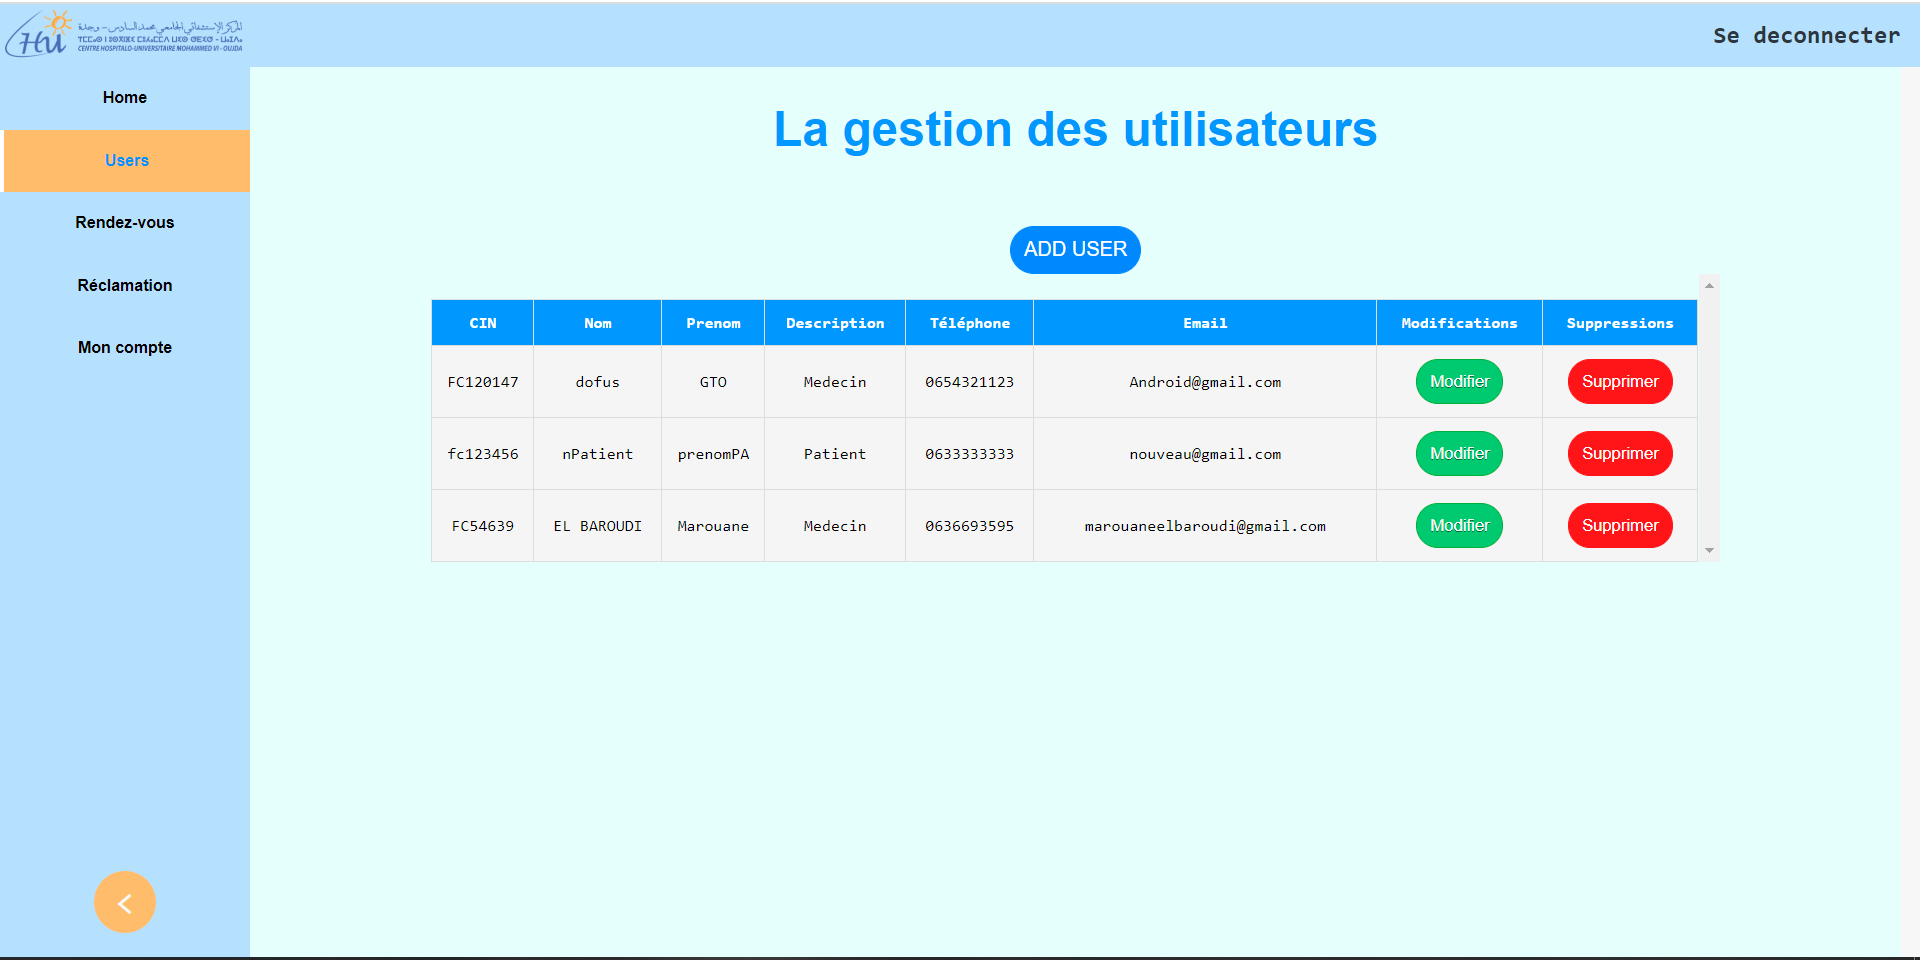 Hu
المركز الاستشفائي الجامعي محمد السادس - وجدة
CENTRE HOSPITALO-UNIVERSITAIRE MOHAMMED VI - OUJDA
Se deconnecter
Home
Users
Rendez-vous
Réclamation
Mon compte
La gestion des utilisateurs
ADD USER
CIN Nom Prenom Description Téléphone Email Modifications Suppressions
FC120147 dofus GTO Medecin 0654321123 Android@gmail.com Modifier Supprimer
fc123456 nPatient prenomPA Patient 0633333333 nouveau@gmail.com Modifier Supprimer
FC54639 EL BAROUDI Marouane Medecin 0636693595 marouaneelbaroudi@gmail.com Modifier Supprimer